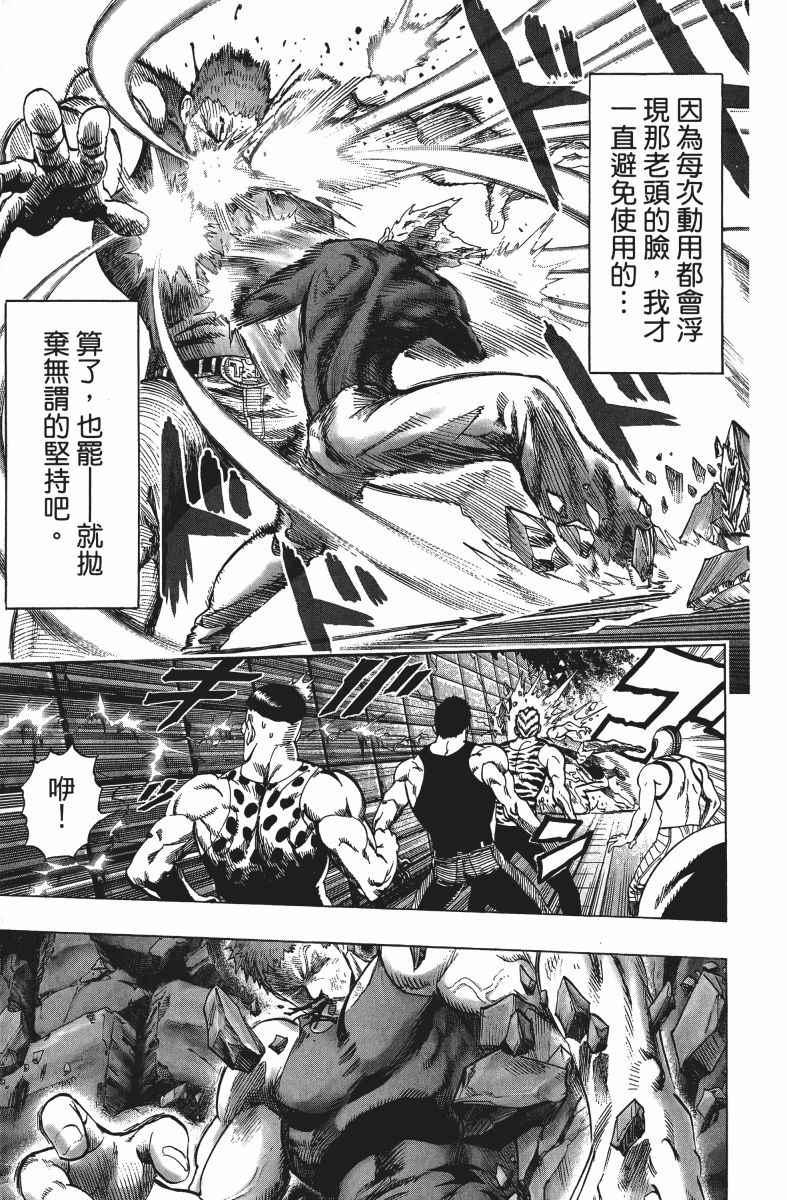 因為每次動用都會浮
現那老頭的臉，我才
一直避免使用的…
算了，也罷——就拋
棄無謂的堅持吧。
咿！